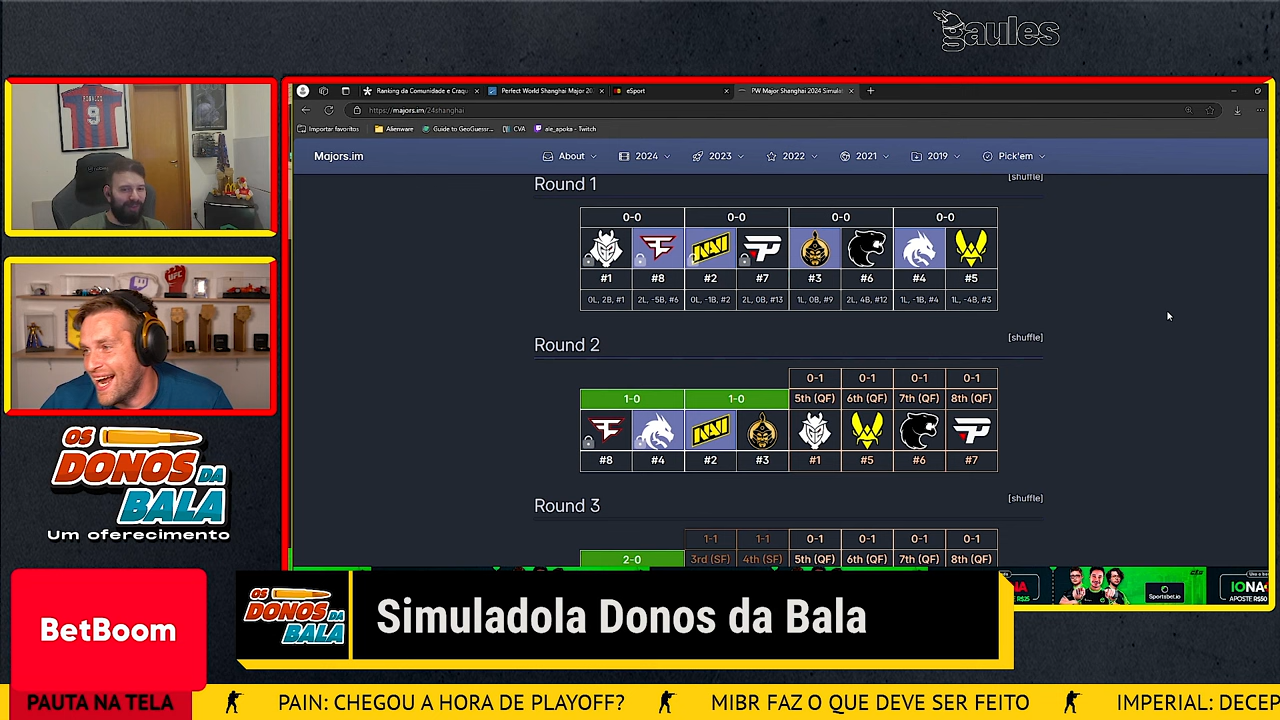 gaules
RONALDO
9
UFC
Ranking da Comunidade e Craqu
Perfect World Shanghai Major 20
eSport
PW Major Shanghai 2024 Simulat
https://majors.im/24shanghai
Importar favoritos
Alienware
Guide to GeoGuessr...
CVA
ale_apoka - Twitch
Majors.im
About
2024
2023
2022
2021
2019
Pick'em
Round 1
[shuffle]
0-0 0-0 0-0 0-0
NAVI
#1 #8 #2 #7 #3 #6 #4 #5
0L, 2B, #1 2L, -5B, #6 0L, -1B, #2 2L, 0B, #13 1L, 0B, #9 2L, 4B, #12 1L, -1B, #4 1L, -4B, #3
Round 2
[shuffle]
0-1 0-1 0-1 0-1
1-0 1-0 5th (QF) 6th (QF) 7th (QF) 8th (QF)
NAVI
#8 #4 #2 #3 #1 #5 #6 #7
Round 3
[shuffle]
1-1 1-1 0-1 0-1 0-1 0-1
2-0 3rd (SF) 4th (SF) 5th (QF) 6th (QF) 7th (QF) 8th (QF)
OS DONOS DA BALA
Um oferecimento
BetBoom
OS DONOS DA BALA
Simuladola Donos da Bala
Sportsbet.io
APOSTE R$50
PAUTA NA TELA
PAIN: CHEGOU A HORA DE PLAYOFF?
MIBR FAZ O QUE DEVE SER FEITO
IMPERIAL: DECEP